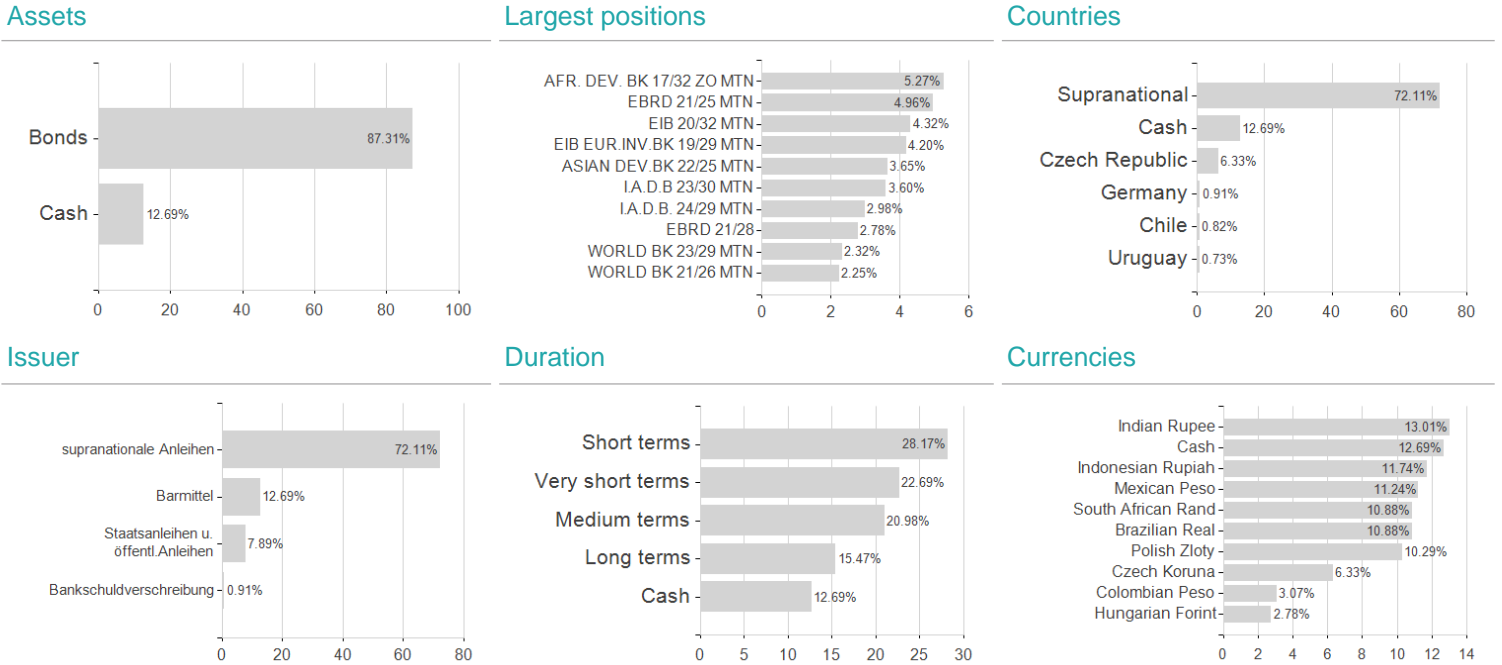 Assets
Bonds
87.31%
Cash
12.69%
0 20 40 60 80 100
Largest positions
AFR. DEV. BK 17/32 ZO MTN 5.27%
EBRD 21/25 MTN 4.96%
EIB 20/32 MTN 4.32%
EIB EUR.INV.BK 19/29 MTN 4.20%
ASIAN DEV.BK 22/25 MTN 3.65%
I.A.D.B 23/30 MTN 3.60%
I.A.D.B. 24/29 MTN 2.98%
EBRD 21/28 2.78%
WORLD BK 23/29 MTN 2.32%
WORLD BK 21/26 MTN 2.25%
0 2 4 6
Countries
Supranational 72.11%
Cash 12.69%
Czech Republic 6.33%
Germany 0.91%
Chile 0.82%
Uruguay 0.73%
0 20 40 60 80
Issuer
supranationale Anleihen 72.11%
Barmittel 12.69%
Staatsanleihen u.
öffentl.Anleihen 7.89%
Bankschuldverschreibung 0.91%
0 20 40 60 80
Duration
Short terms 28.17%
Very short terms 22.69%
Medium terms 20.98%
Long terms 15.47%
Cash 12.69%
0 5 10 15 20 25 30
Currencies
Indian Rupee 13.01%
Cash 12.69%
Indonesian Rupiah 11.74%
Mexican Peso 11.24%
South African Rand 10.88%
Brazilian Real 10.88%
Polish Zloty 10.29%
Czech Koruna 6.33%
Colombian Peso 3.07%
Hungarian Forint 2.78%
0 2 4 6 8 10 12 14